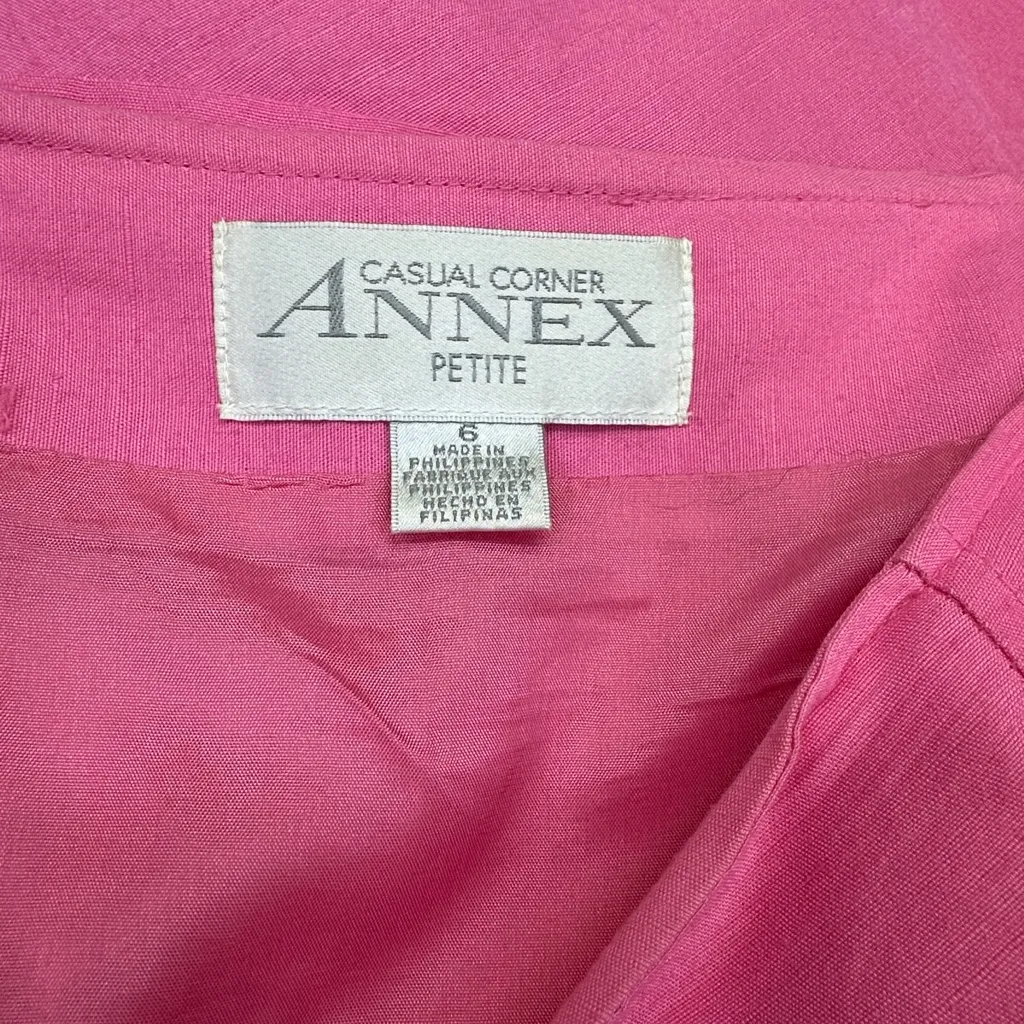 CASUAL CORNER
ANNEX
PETITE
6
MADE IN
PHILIPPINES
FABRIQUE AUX
PHILIPPINES
HECHO EN
FILIPINAS